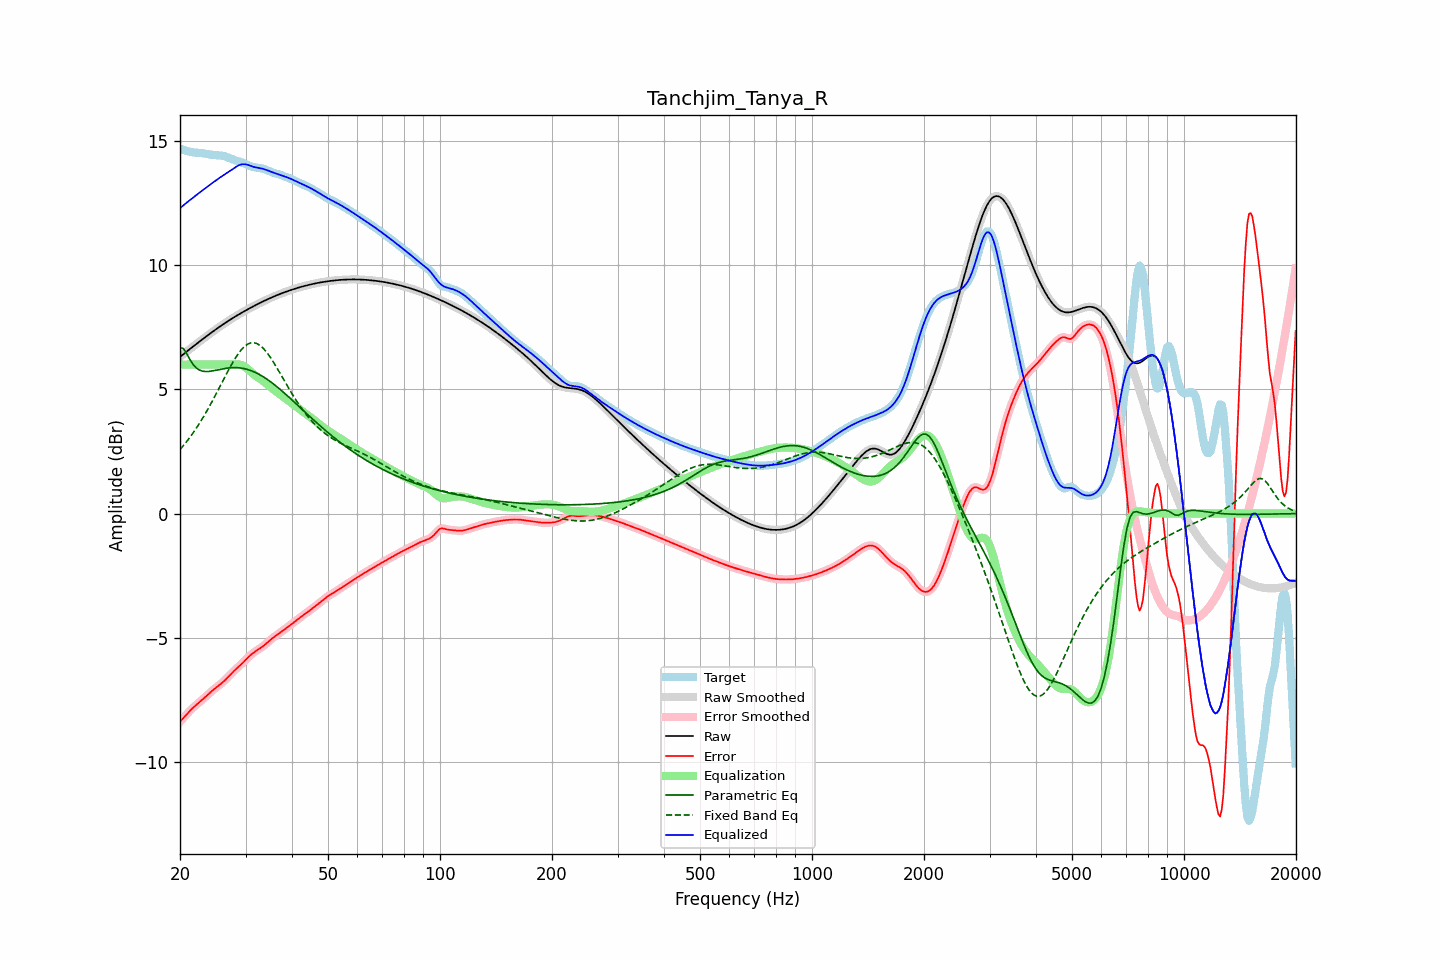 Tanchjim_Tanya_R
Amplitude (dBr)
15
10
5
0
−5
−10
Target
Raw Smoothed
Error Smoothed
Raw
Error
Equalization
Parametric Eq
Fixed Band Eq
Equalized
20 50 100 200 500 1000 2000 5000 10000 20000
Frequency (Hz)